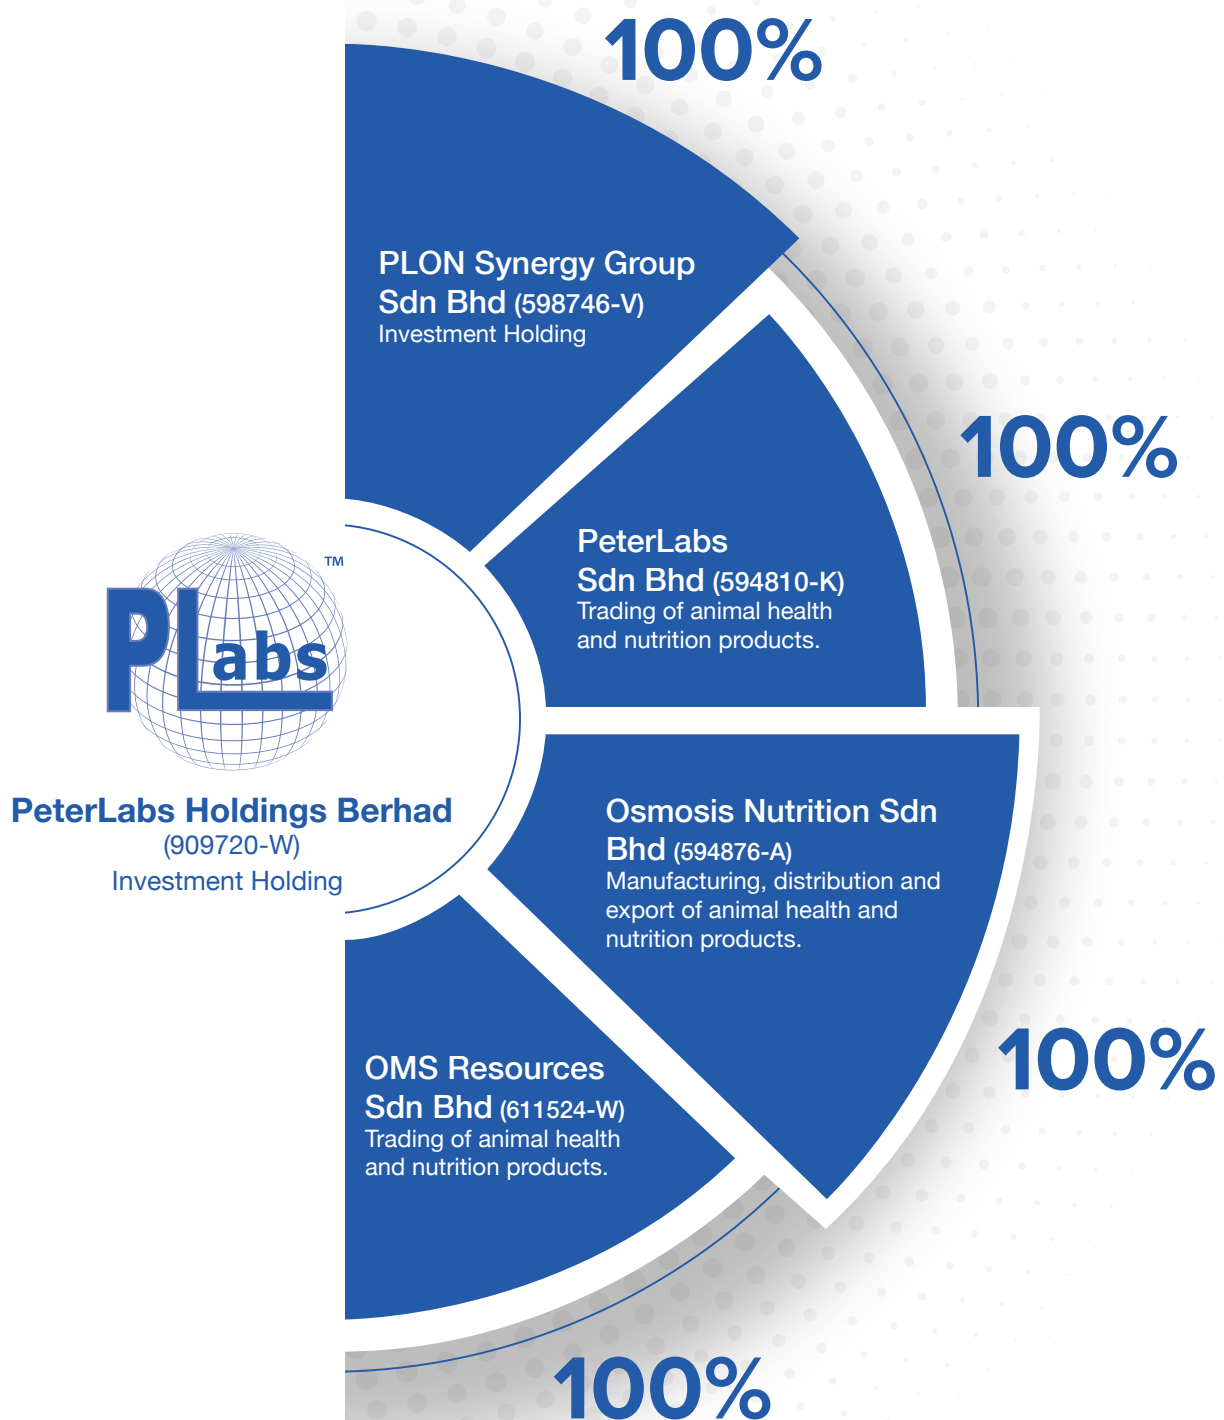 100%
PLON Synergy Group
Sdn Bhd (598746-V)
Investment Holding
100%
PeterLabs
Sdn Bhd (594810-K)
Trading of animal health
and nutrition products.
PLabs
TM
PeterLabs Holdings Berhad
(909720-W)
Investment Holding
Osmosis Nutrition Sdn
Bhd (594876-A)
Manufacturing, distribution and
export of animal health and
nutrition products.
100%
OMS Resources
Sdn Bhd (611524-W)
Trading of animal health
and nutrition products.
100%